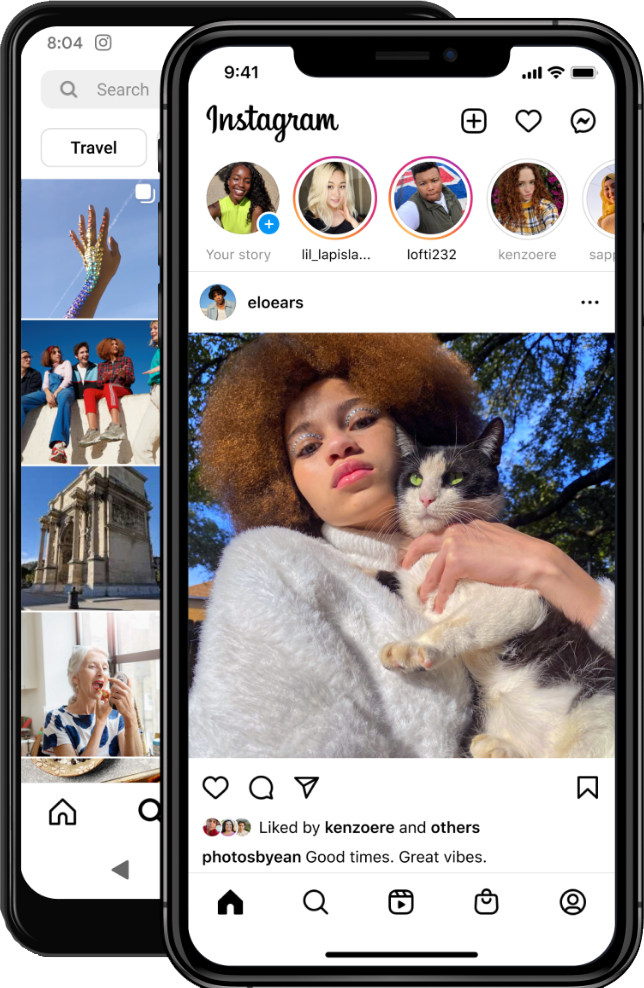 8:04
Search
Travel
9:41
Instagram
Your story
lil_lapisla...
lofti232
kenzoere
sapp
eloears
Liked by kenzoere and others
photosbyean Good times. Great vibes.